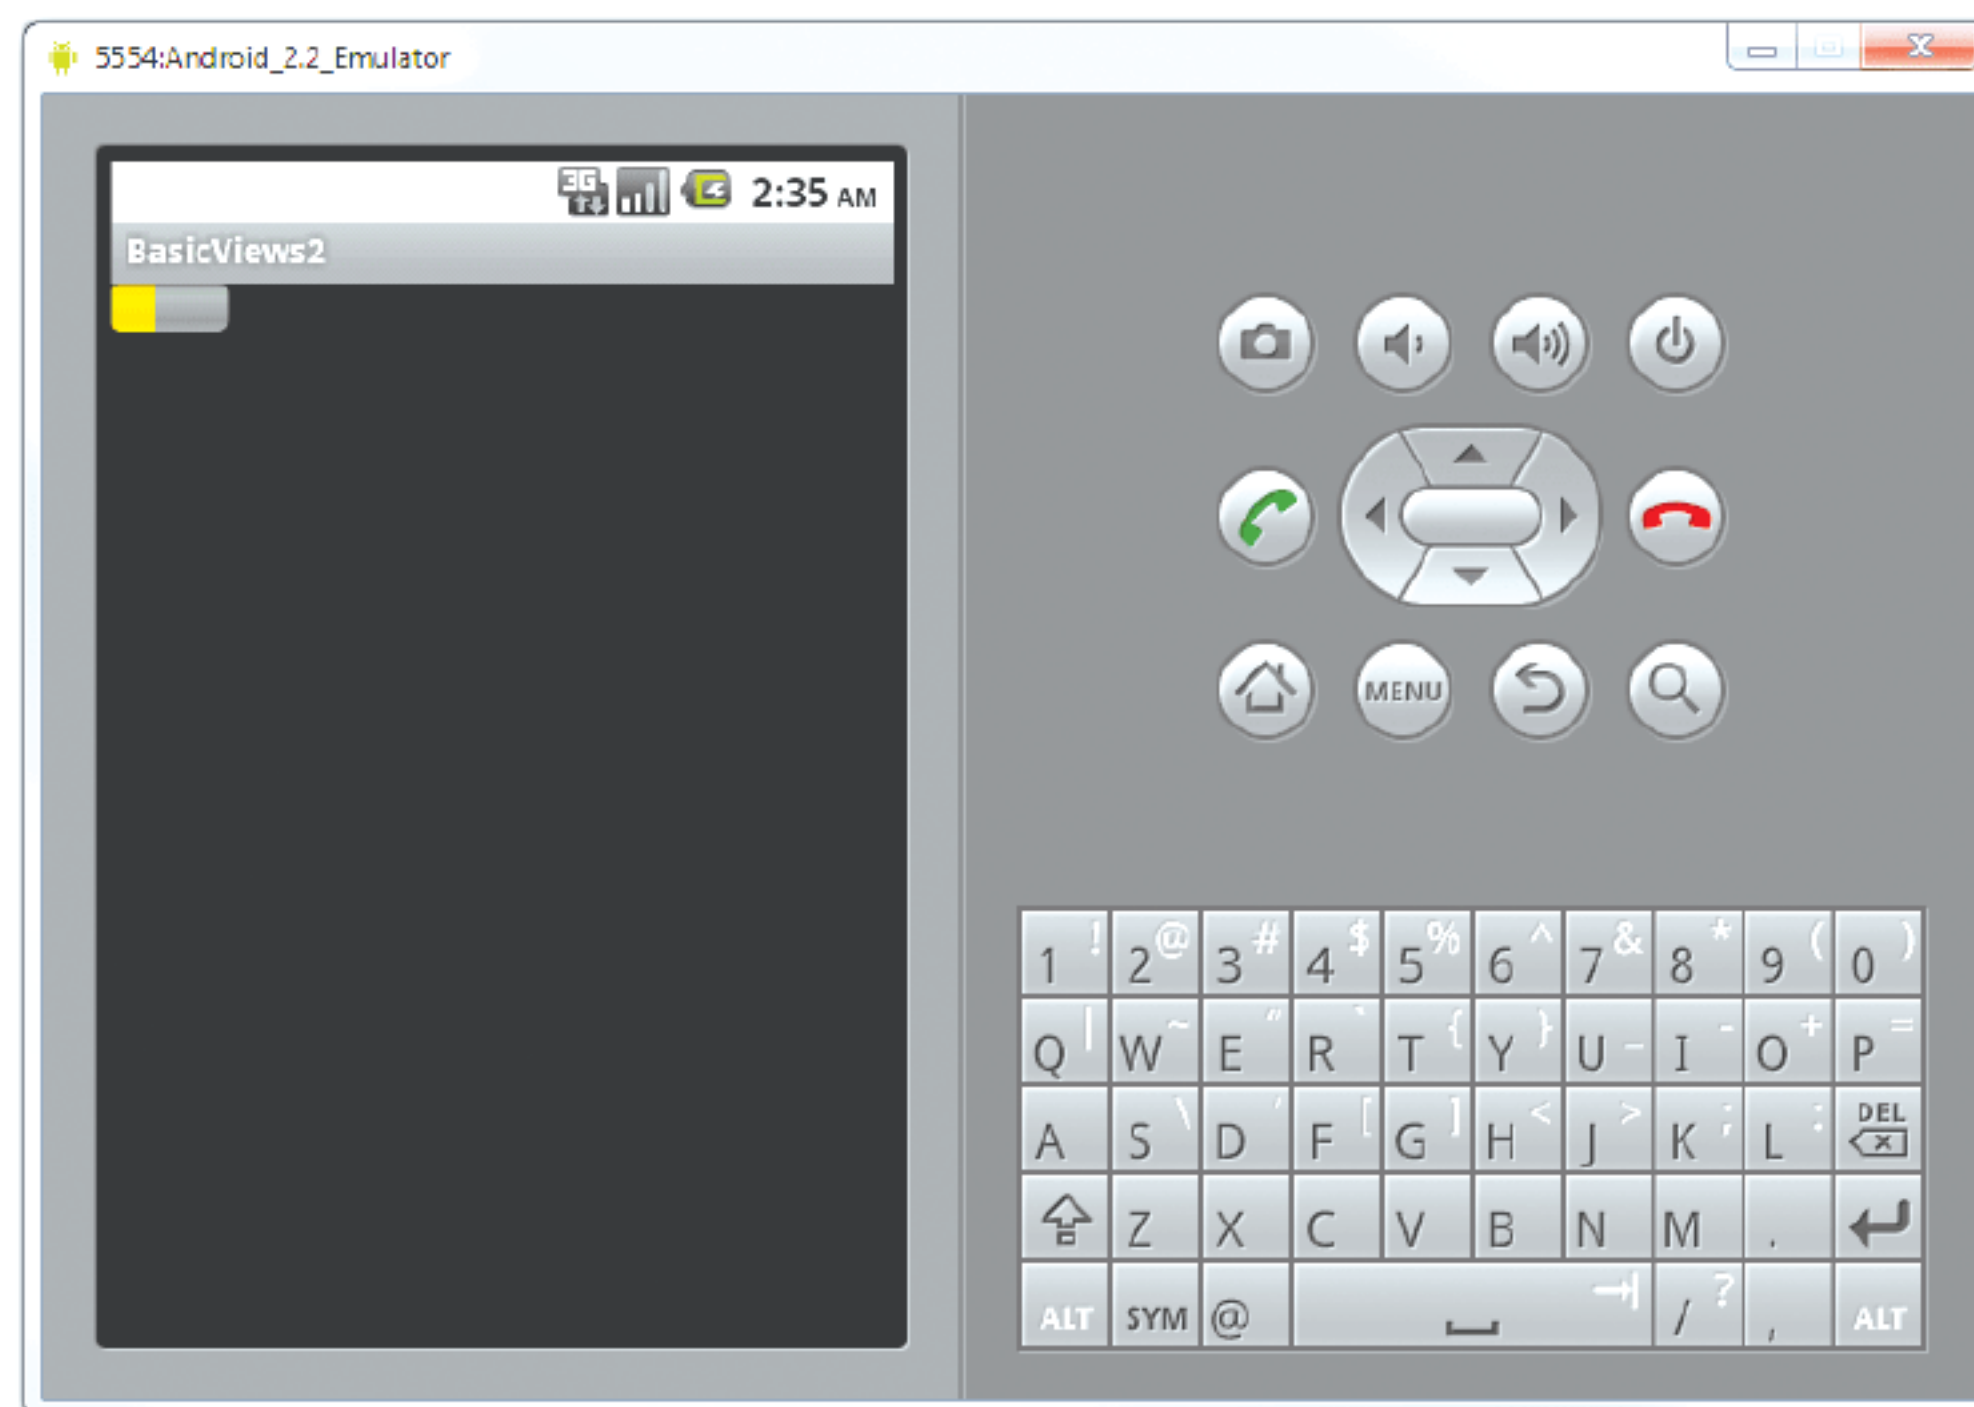 5554:Android_2.2_Emulator
3G 2:35 AM
BasicViews2
MENU
1 ! 2 @ 3 # 4 $ 5 % 6 ^ 7 & 8 * 9 ( 0 )
Q | W ~ E " R ` T { Y } U _ I - O + P =
A S \ D ' F [ G ] H < J > K ; L : DEL
Z X C V B N M .
ALT SYM @ / ? , ALT